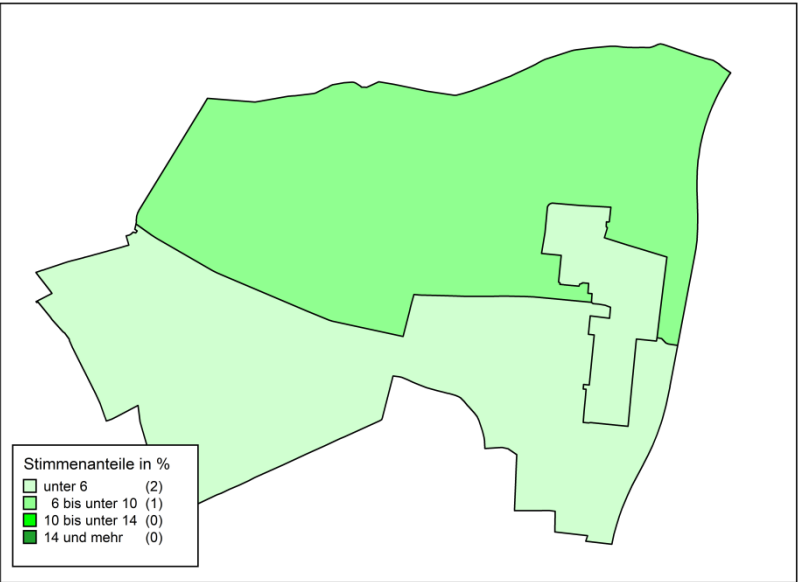 Stimmenanteile in %
unter 6 (2)
6 bis unter 10 (1)
10 bis unter 14 (0)
14 und mehr (0)